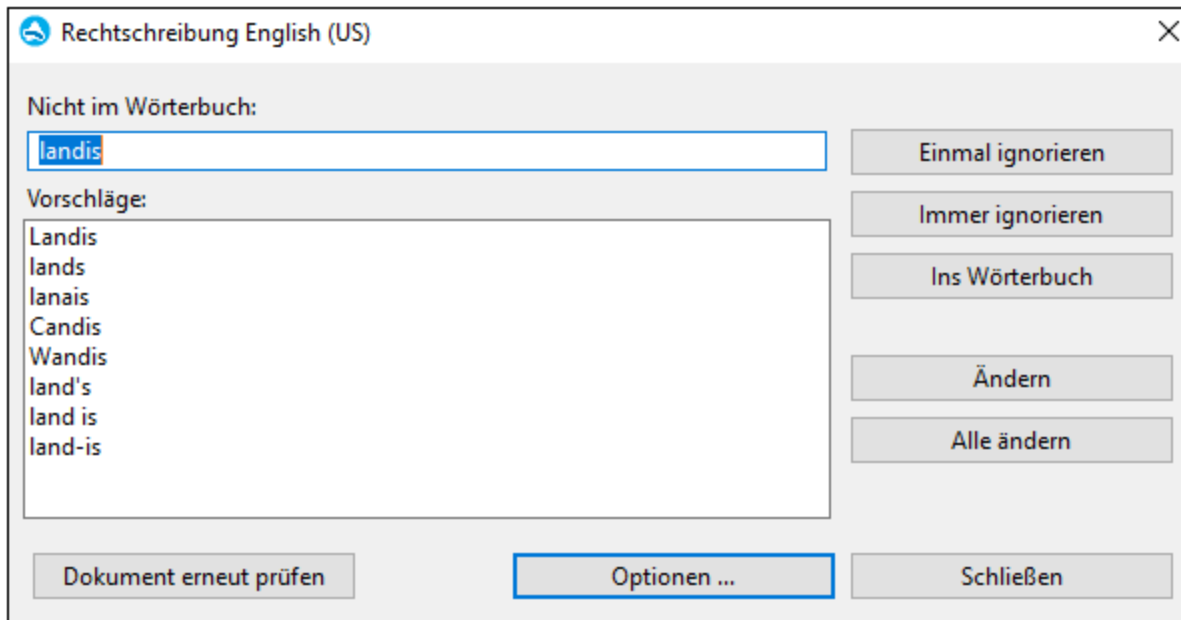 Rechtschreibung English (US)
Nicht im Wörterbuch:
landis
Einmal ignorieren
Vorschläge:
Immer ignorieren
Landis
lands
lanais
Candis
Wandis
land's
land is
land-is
Ins Wörterbuch
Ändern
Alle ändern
Dokument erneut prüfen
Optionen ...
Schließen